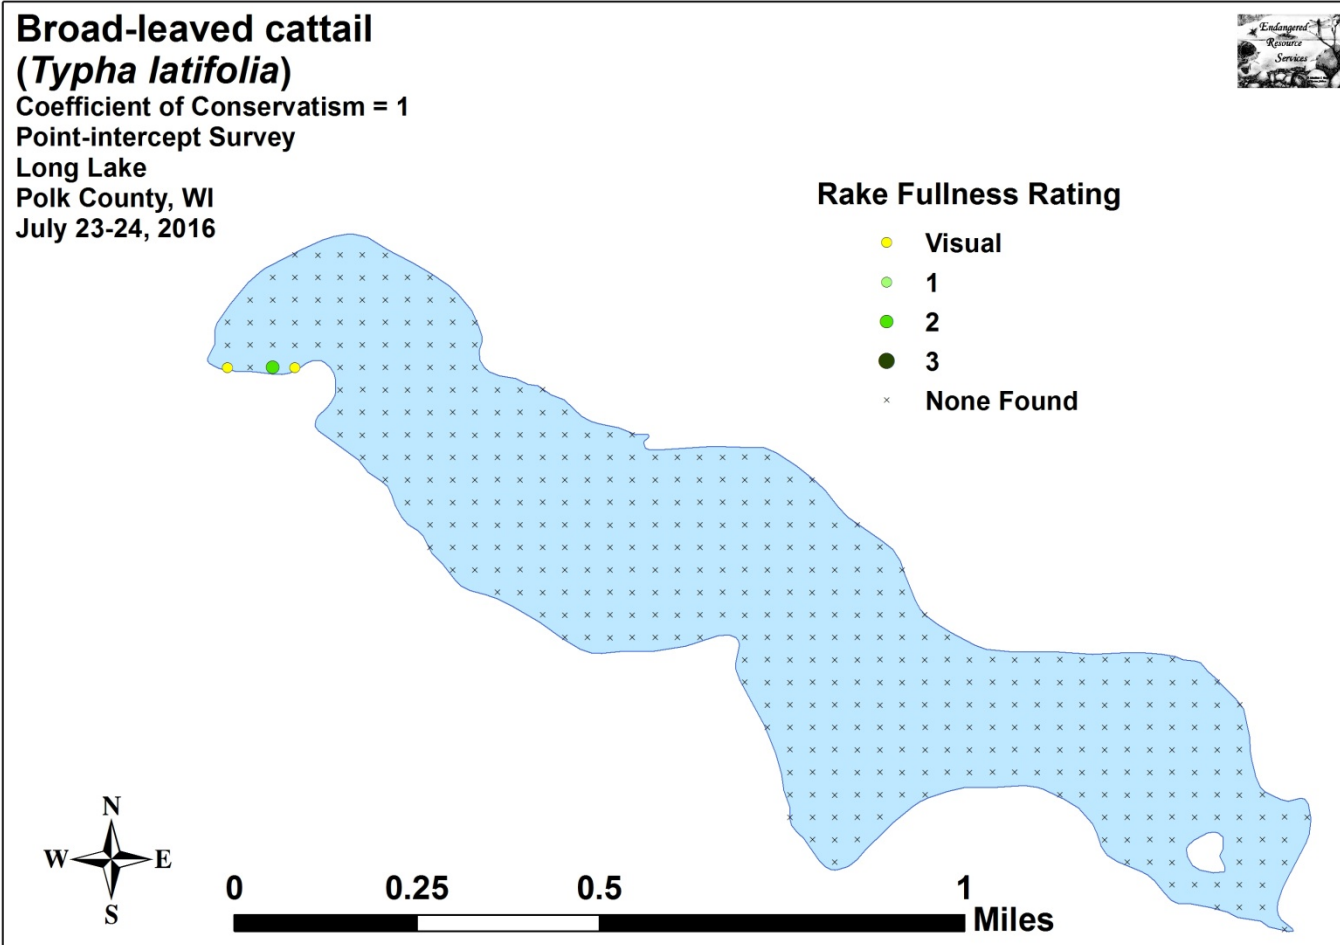 Broad-leaved cattail
(Typha latifolia)
Coefficient of Conservatism = 1
Point-intercept Survey
Long Lake
Polk County, WI
July 23-24, 2016
Endangered
Resource
Services
Rake Fullness Rating
Visual
1
2
3
None Found
N
W E
S
0 0.25 0.5 1
Miles